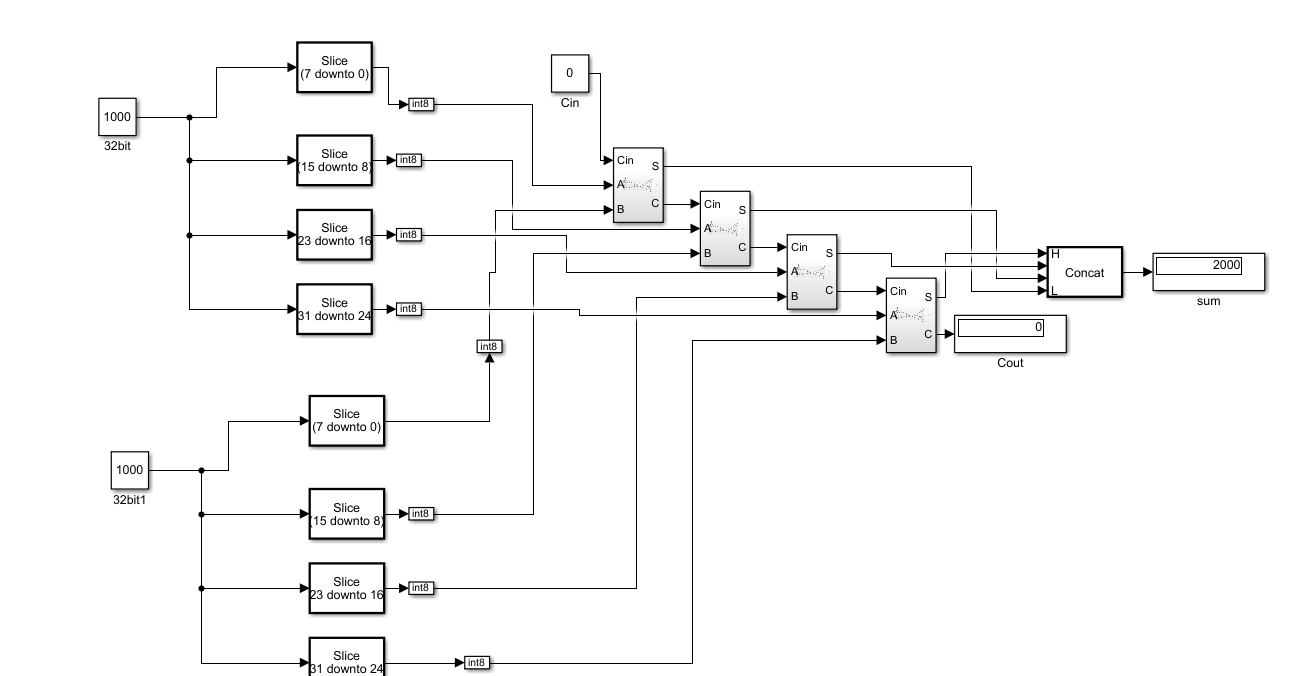 Slice
(7 downto 0)
int8
1000
32bit
Slice
(15 downto 8)
int8
Slice
23 downto 16
int8
Slice
31 downto 24
int8
0
Cin
Cin
A
B
S
C
Cin
A
B
S
C
Cin
A
B
S
C
Cin
A
B
S
C
H
L
Concat
2000
sum
0
Cout
int8
Slice
(7 downto 0)
1000
32bit1
Slice
(15 downto 8)
int8
Slice
23 downto 16
int8
Slice
31 downto 24
int8